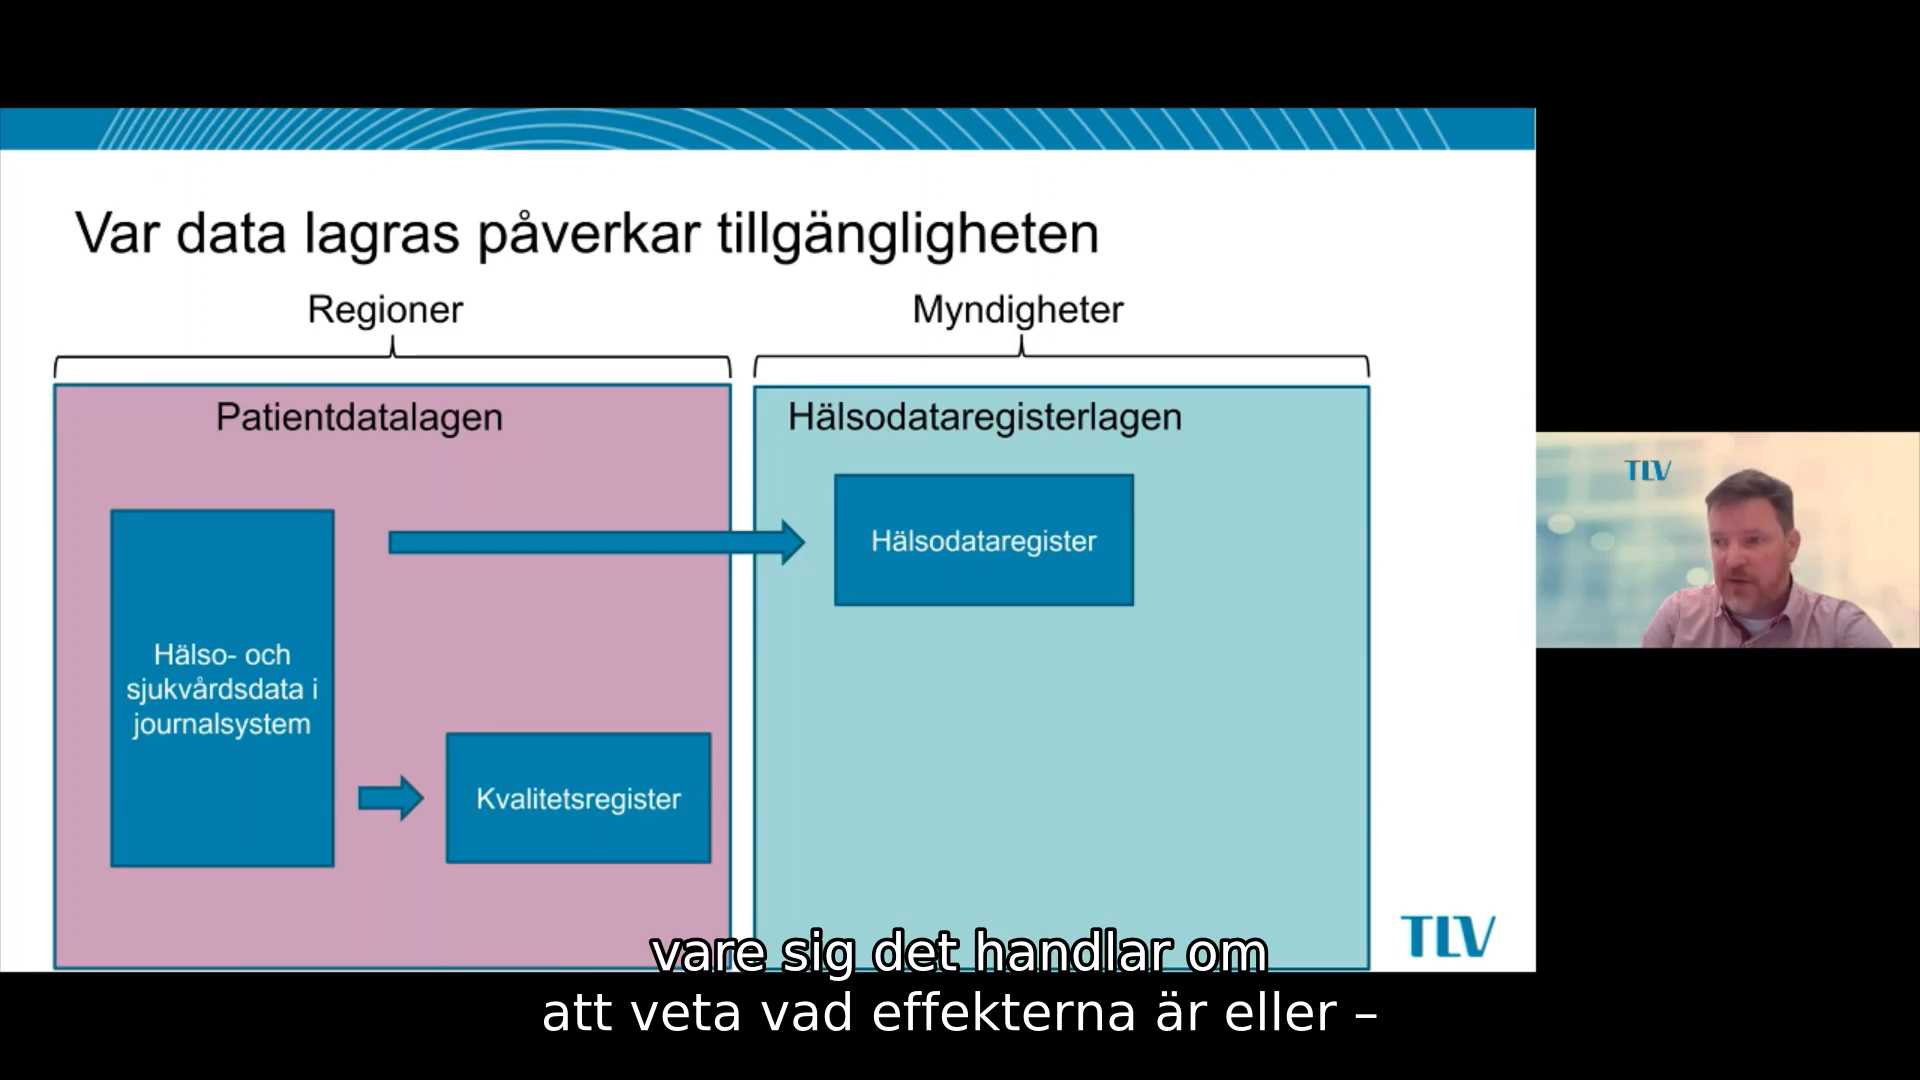 Var data lagras påverkar tillgängligheten
Regioner
Myndigheter
Patientdatalagen
Hälsodataregisterlagen
Hälsodataregister
Hälso- och
sjukvårdsdata i
journalsystem
Kvalitetsregister
TLV
TLV
vare sig det handlar om
att veta vad effekterna är eller –